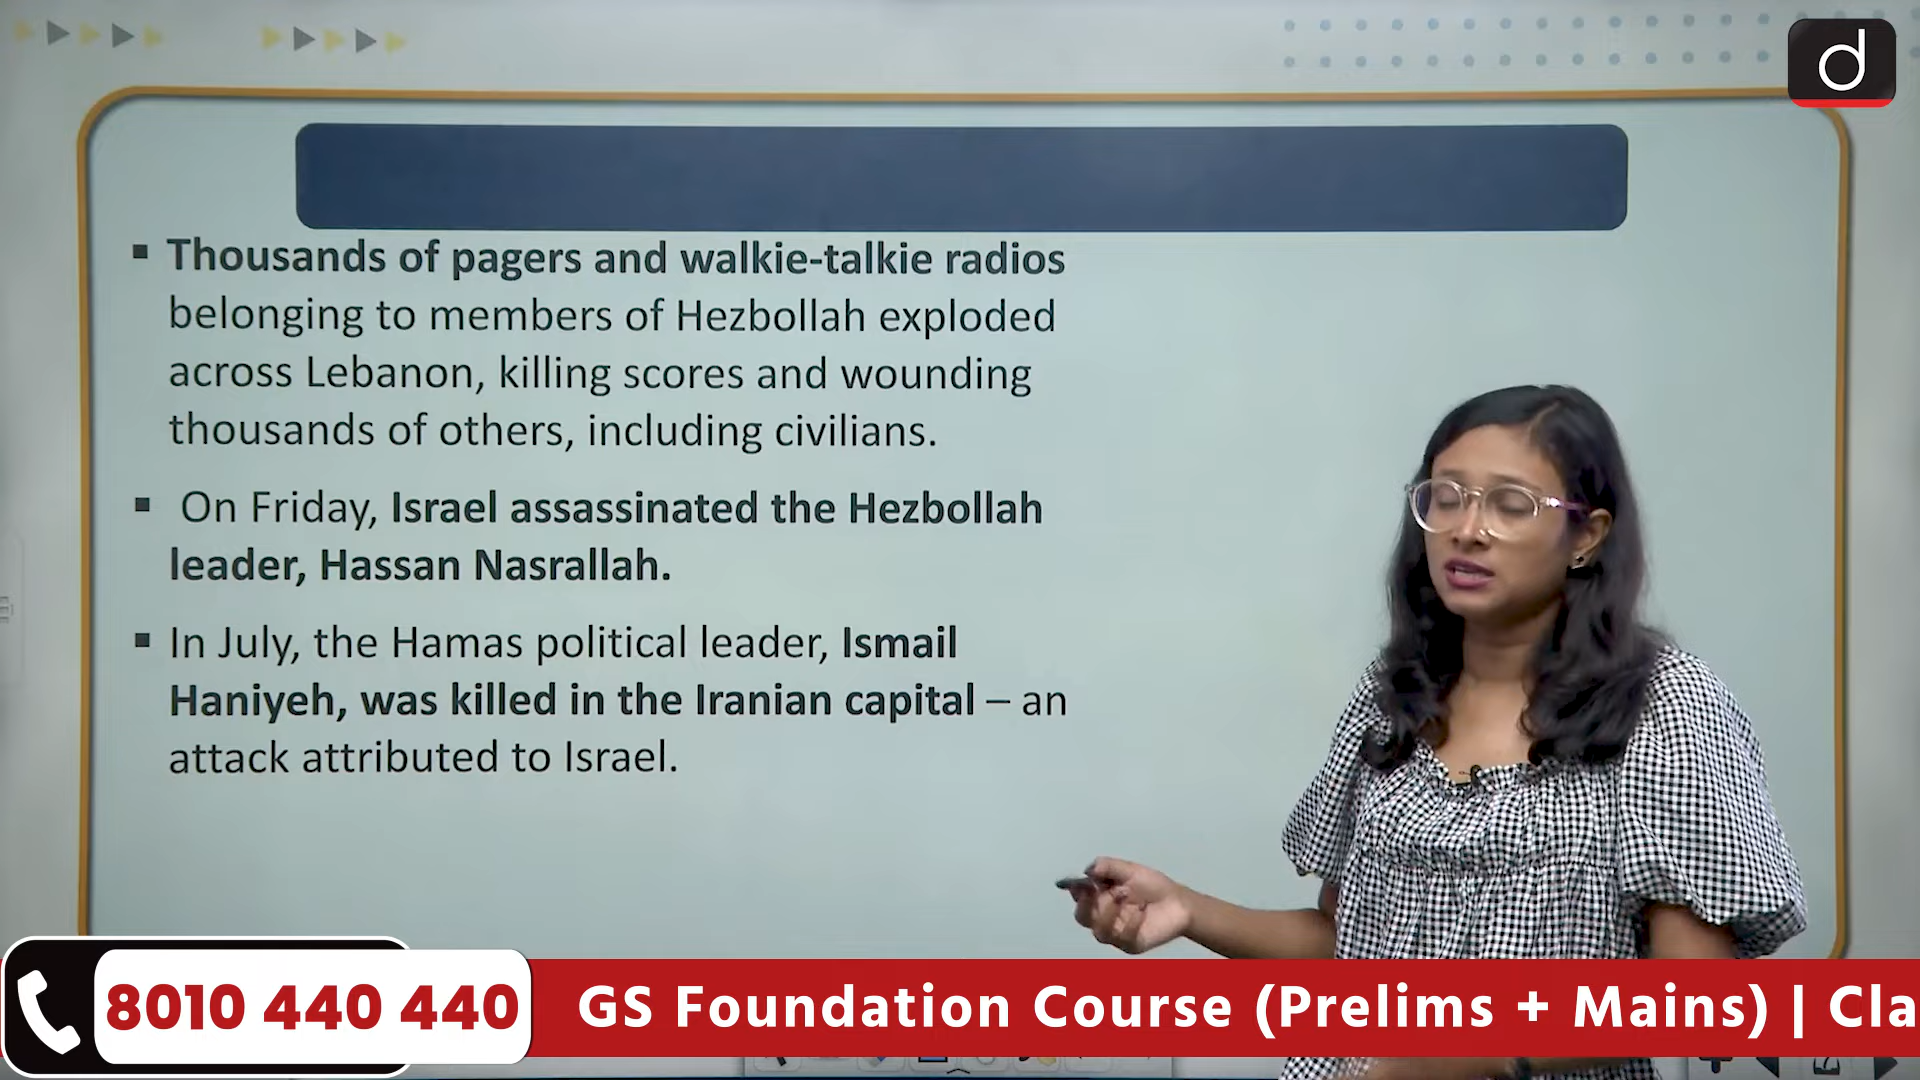 d
Thousands of pagers and walkie-talkie radios
belonging to members of Hezbollah exploded
across Lebanon, killing scores and wounding
thousands of others, including civilians.
On Friday, Israel assassinated the Hezbollah
leader, Hassan Nasrallah.
In July, the Hamas political leader, Ismail
Haniyeh, was killed in the Iranian capital – an
attack attributed to Israel.
8010 440 440
GS Foundation Course (Prelims + Mains) | Cla